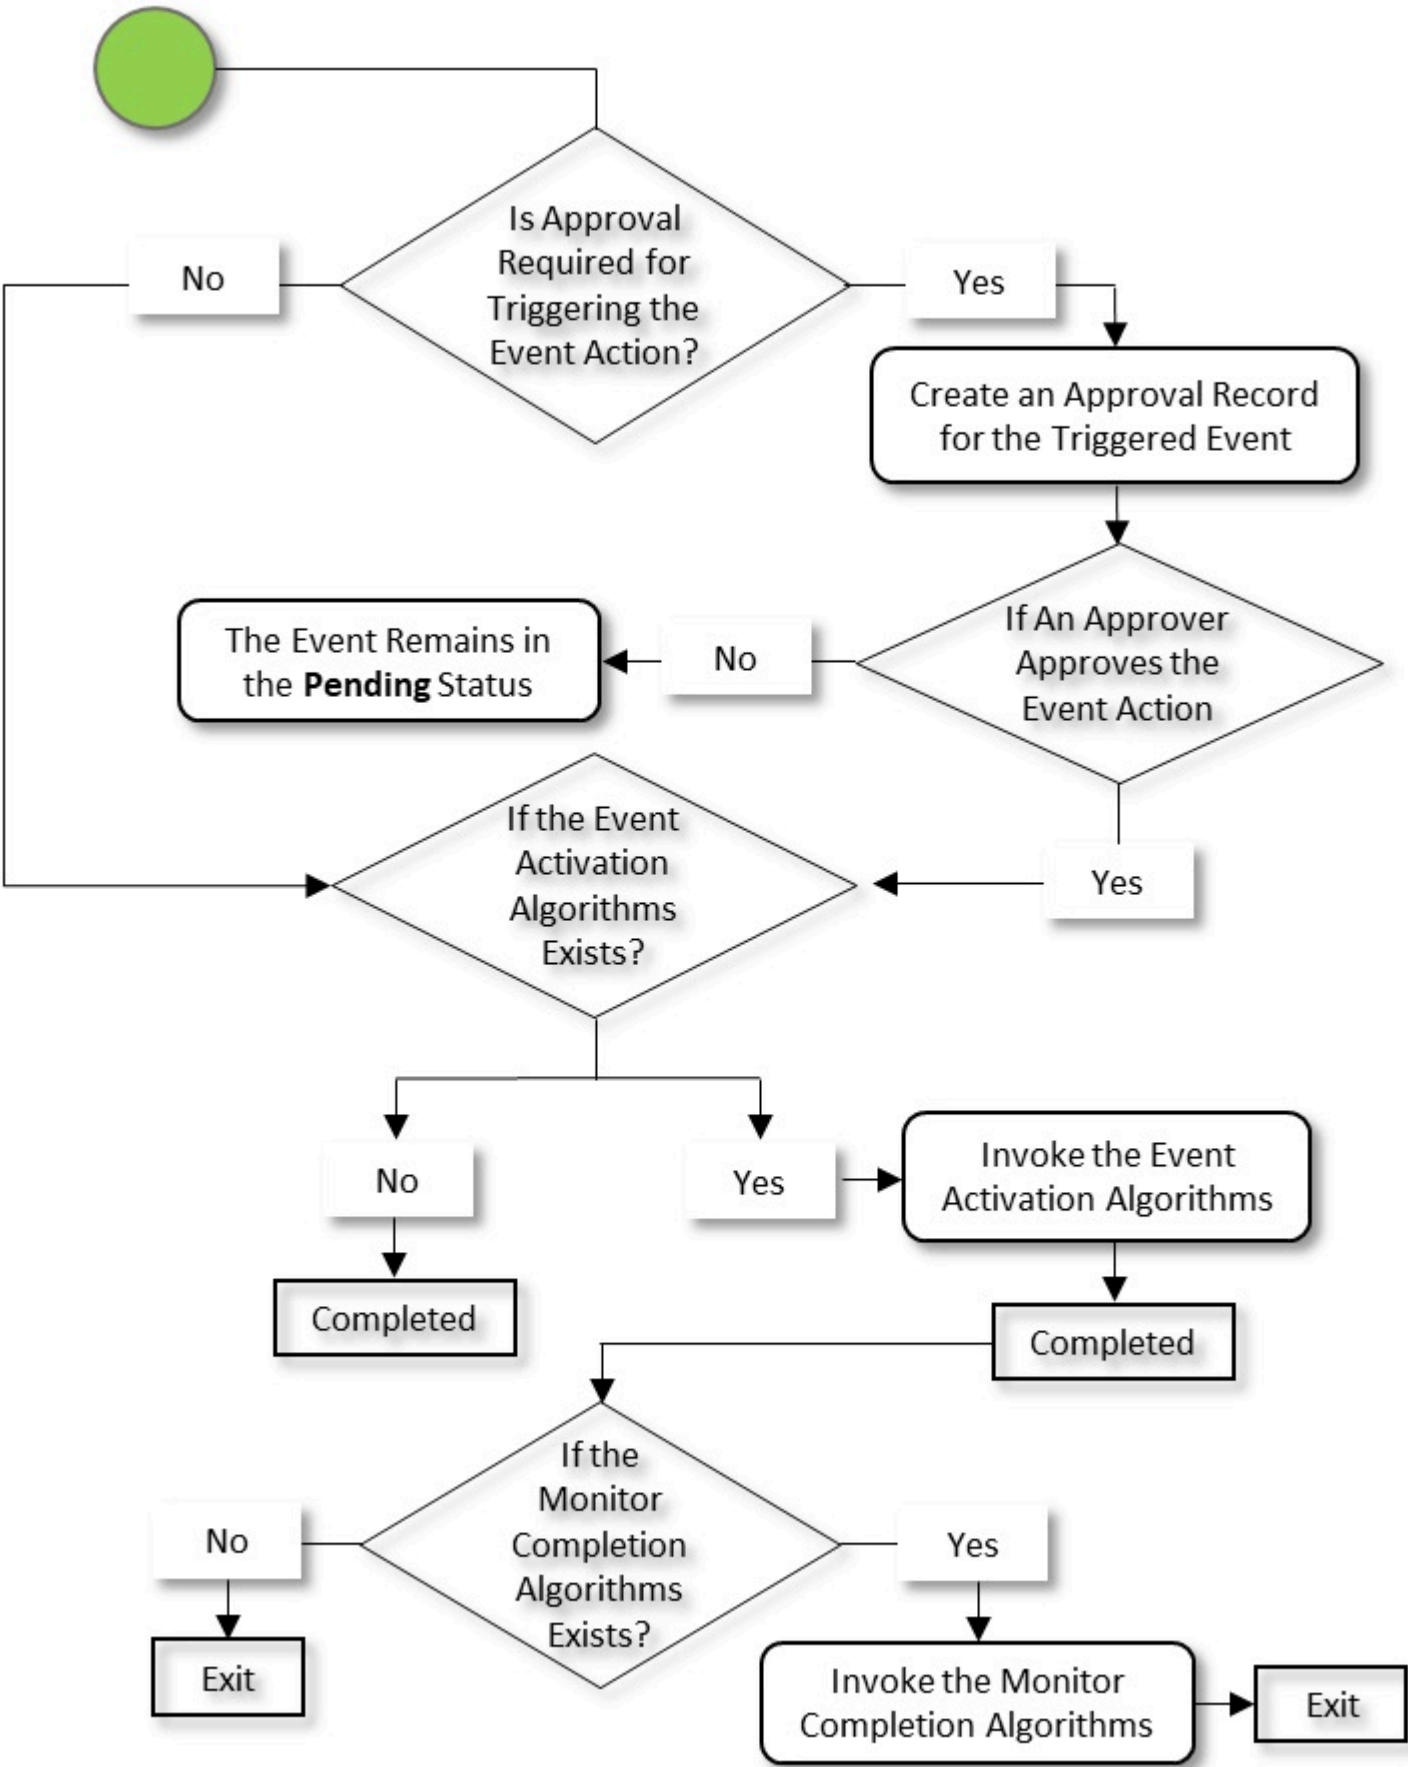 Is Approval
Required for
Triggering the
Event Action?
No
Yes
Create an Approval Record
for the Triggered Event
If An Approver
Approves the
Event Action
No
The Event Remains in
the Pending Status
Yes
If the Event
Activation
Algorithms
Exists?
No
Yes
Invoke the Event
Activation Algorithms
Completed
Completed
If the
Monitor
Completion
Algorithms
Exists?
No
Yes
Exit
Invoke the Monitor
Completion Algorithms
Exit